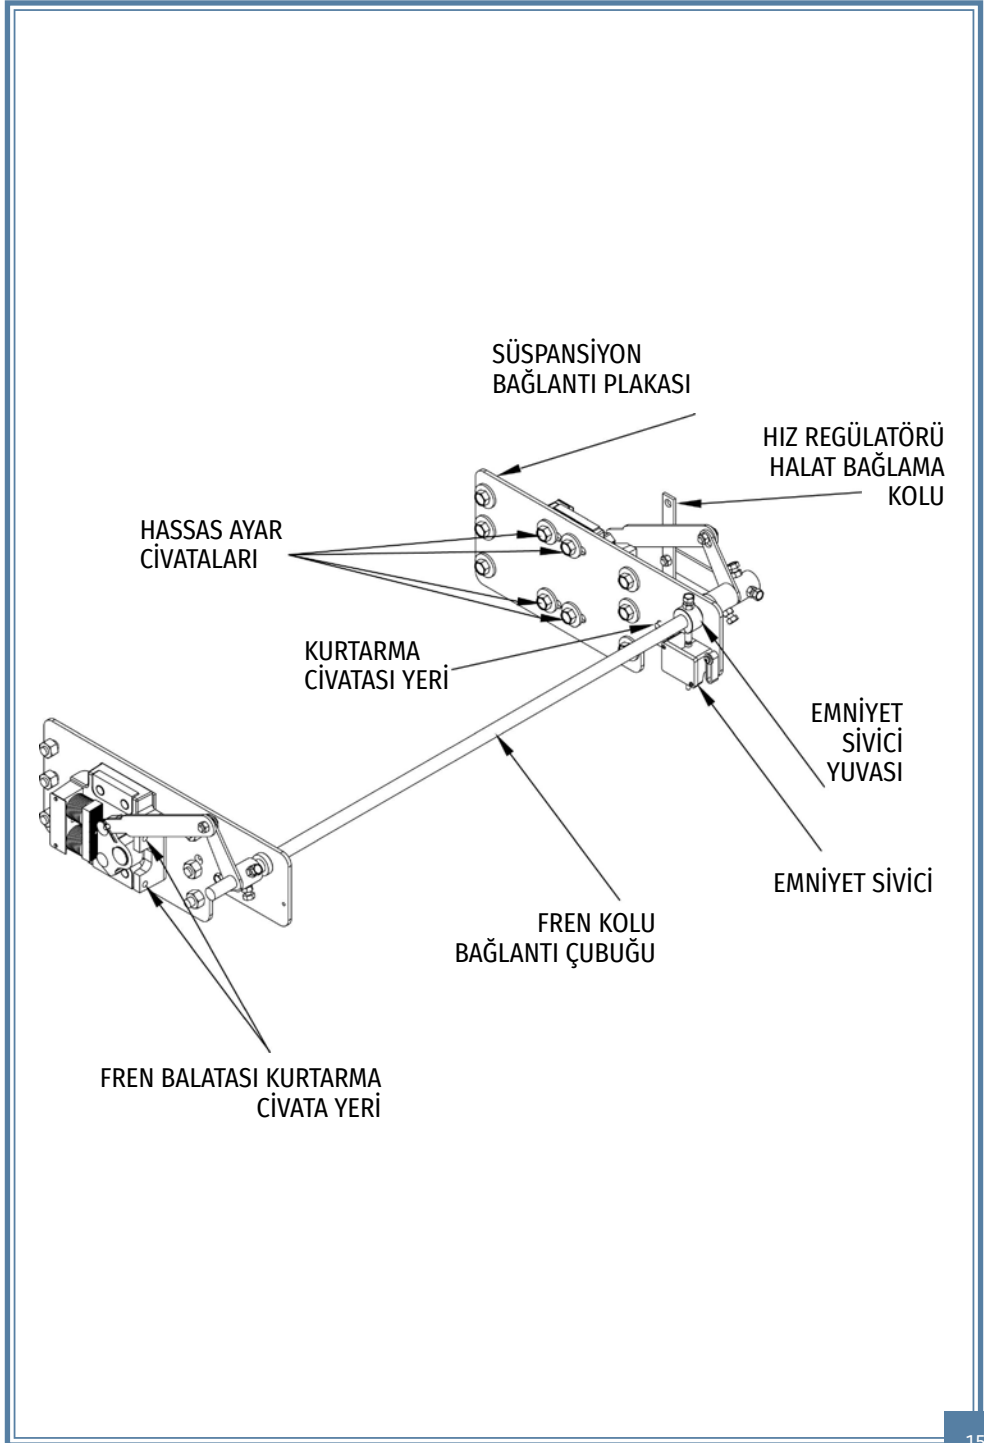 SÜSPANSİYON
BAĞLANTI PLAKASI
HIZ REGÜLATÖRÜ
HALAT BAĞLAMA
KOLU
HASSAS AYAR
CİVATALARI
KURTARMA
CİVATASI YERİ
EMNİYET
SİVİCİ
YUVASI
EMNİYET SİVİCİ
FREN KOLU
BAĞLANTI ÇUBUĞU
FREN BALATASI KURTARMA
CİVATA YERİ
15